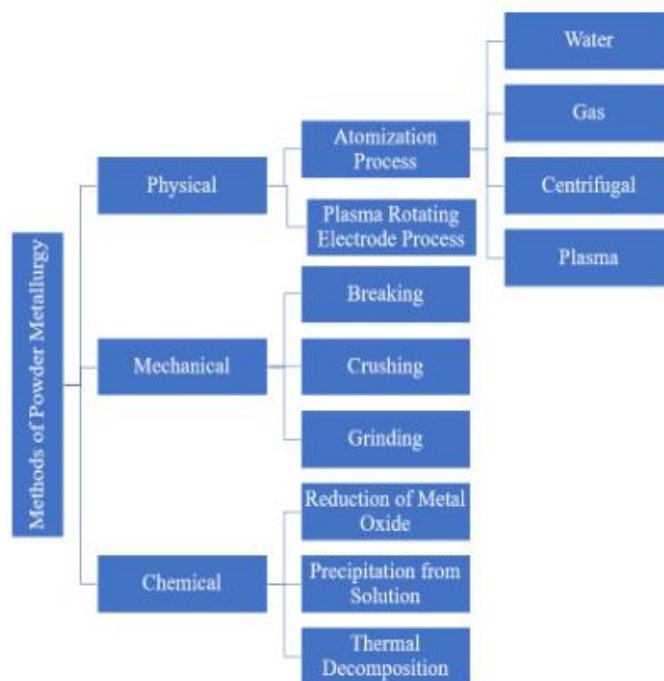 Methods of Powder Metallurgy
Physical
Atomization
Process
Water
Gas
Centrifugal
Plasma
Plasma Rotating
Electrode Process
Mechanical
Breaking
Crushing
Grinding
Chemical
Reduction of Metal
Oxide
Precipitation from
Solution
Thermal
Decomposition